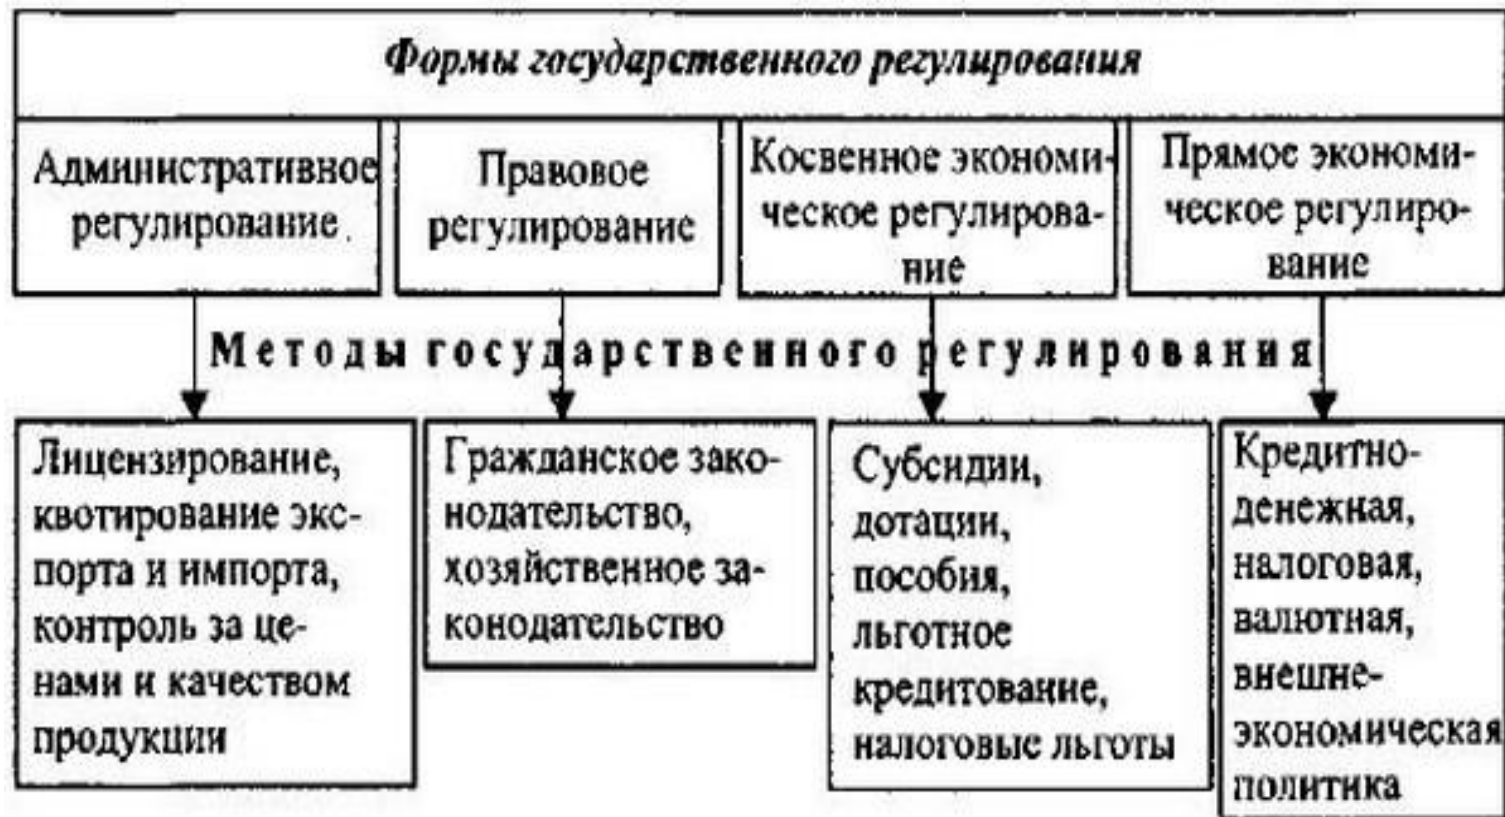 Формы государственного регулирования
Административное
регулирование
Правовое
регулирование
Косвенное экономи-
ческое регулирова-
ние
Прямое экономи-
ческое регулиро-
вание
Методы государственного регулирования
Лицензирование,
квотирование экс-
порта и импорта,
контроль за це-
нами и качеством
продукции
Гражданское зако-
нодательство,
хозяйственное за-
конодательство
Субсидии,
дотации,
пособия,
льготное
кредитование,
налоговые льготы
Кредитно-
денежная,
налоговая,
валютная,
внешне-
экономическая
политика